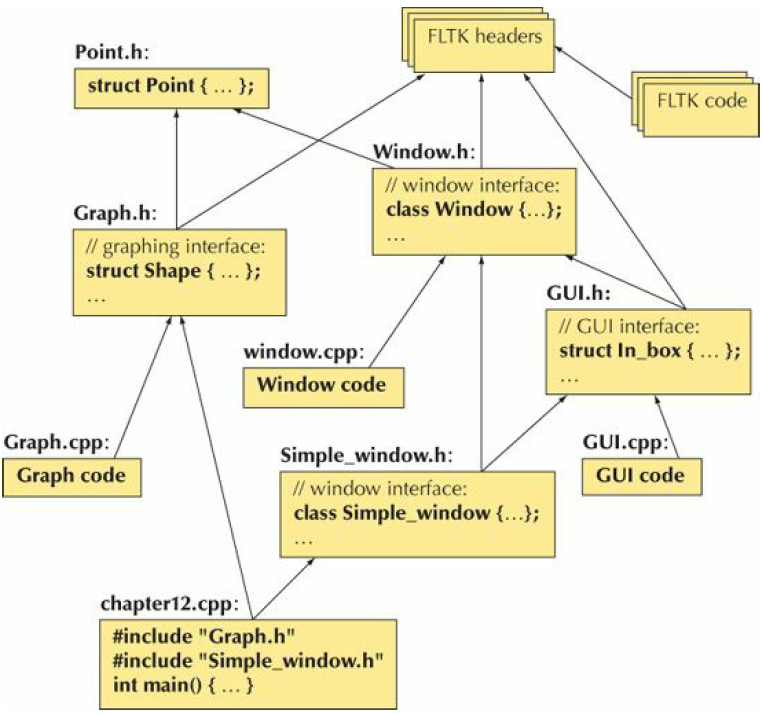 FLTK headers
Point.h:
struct Point { … };
FLTK code
Window.h:
// window interface:
class Window {…};
…
Graph.h:
// graphing interface:
struct Shape { … };
…
GUI.h:
// GUI interface:
struct In_box { … };
…
window.cpp:
Window code
Graph.cpp:
Graph code
Simple_window.h:
// window interface:
class Simple_window {…};
…
GUI.cpp:
GUI code
chapter12.cpp:
#include "Graph.h"
#include "Simple_window.h"
int main() { … }